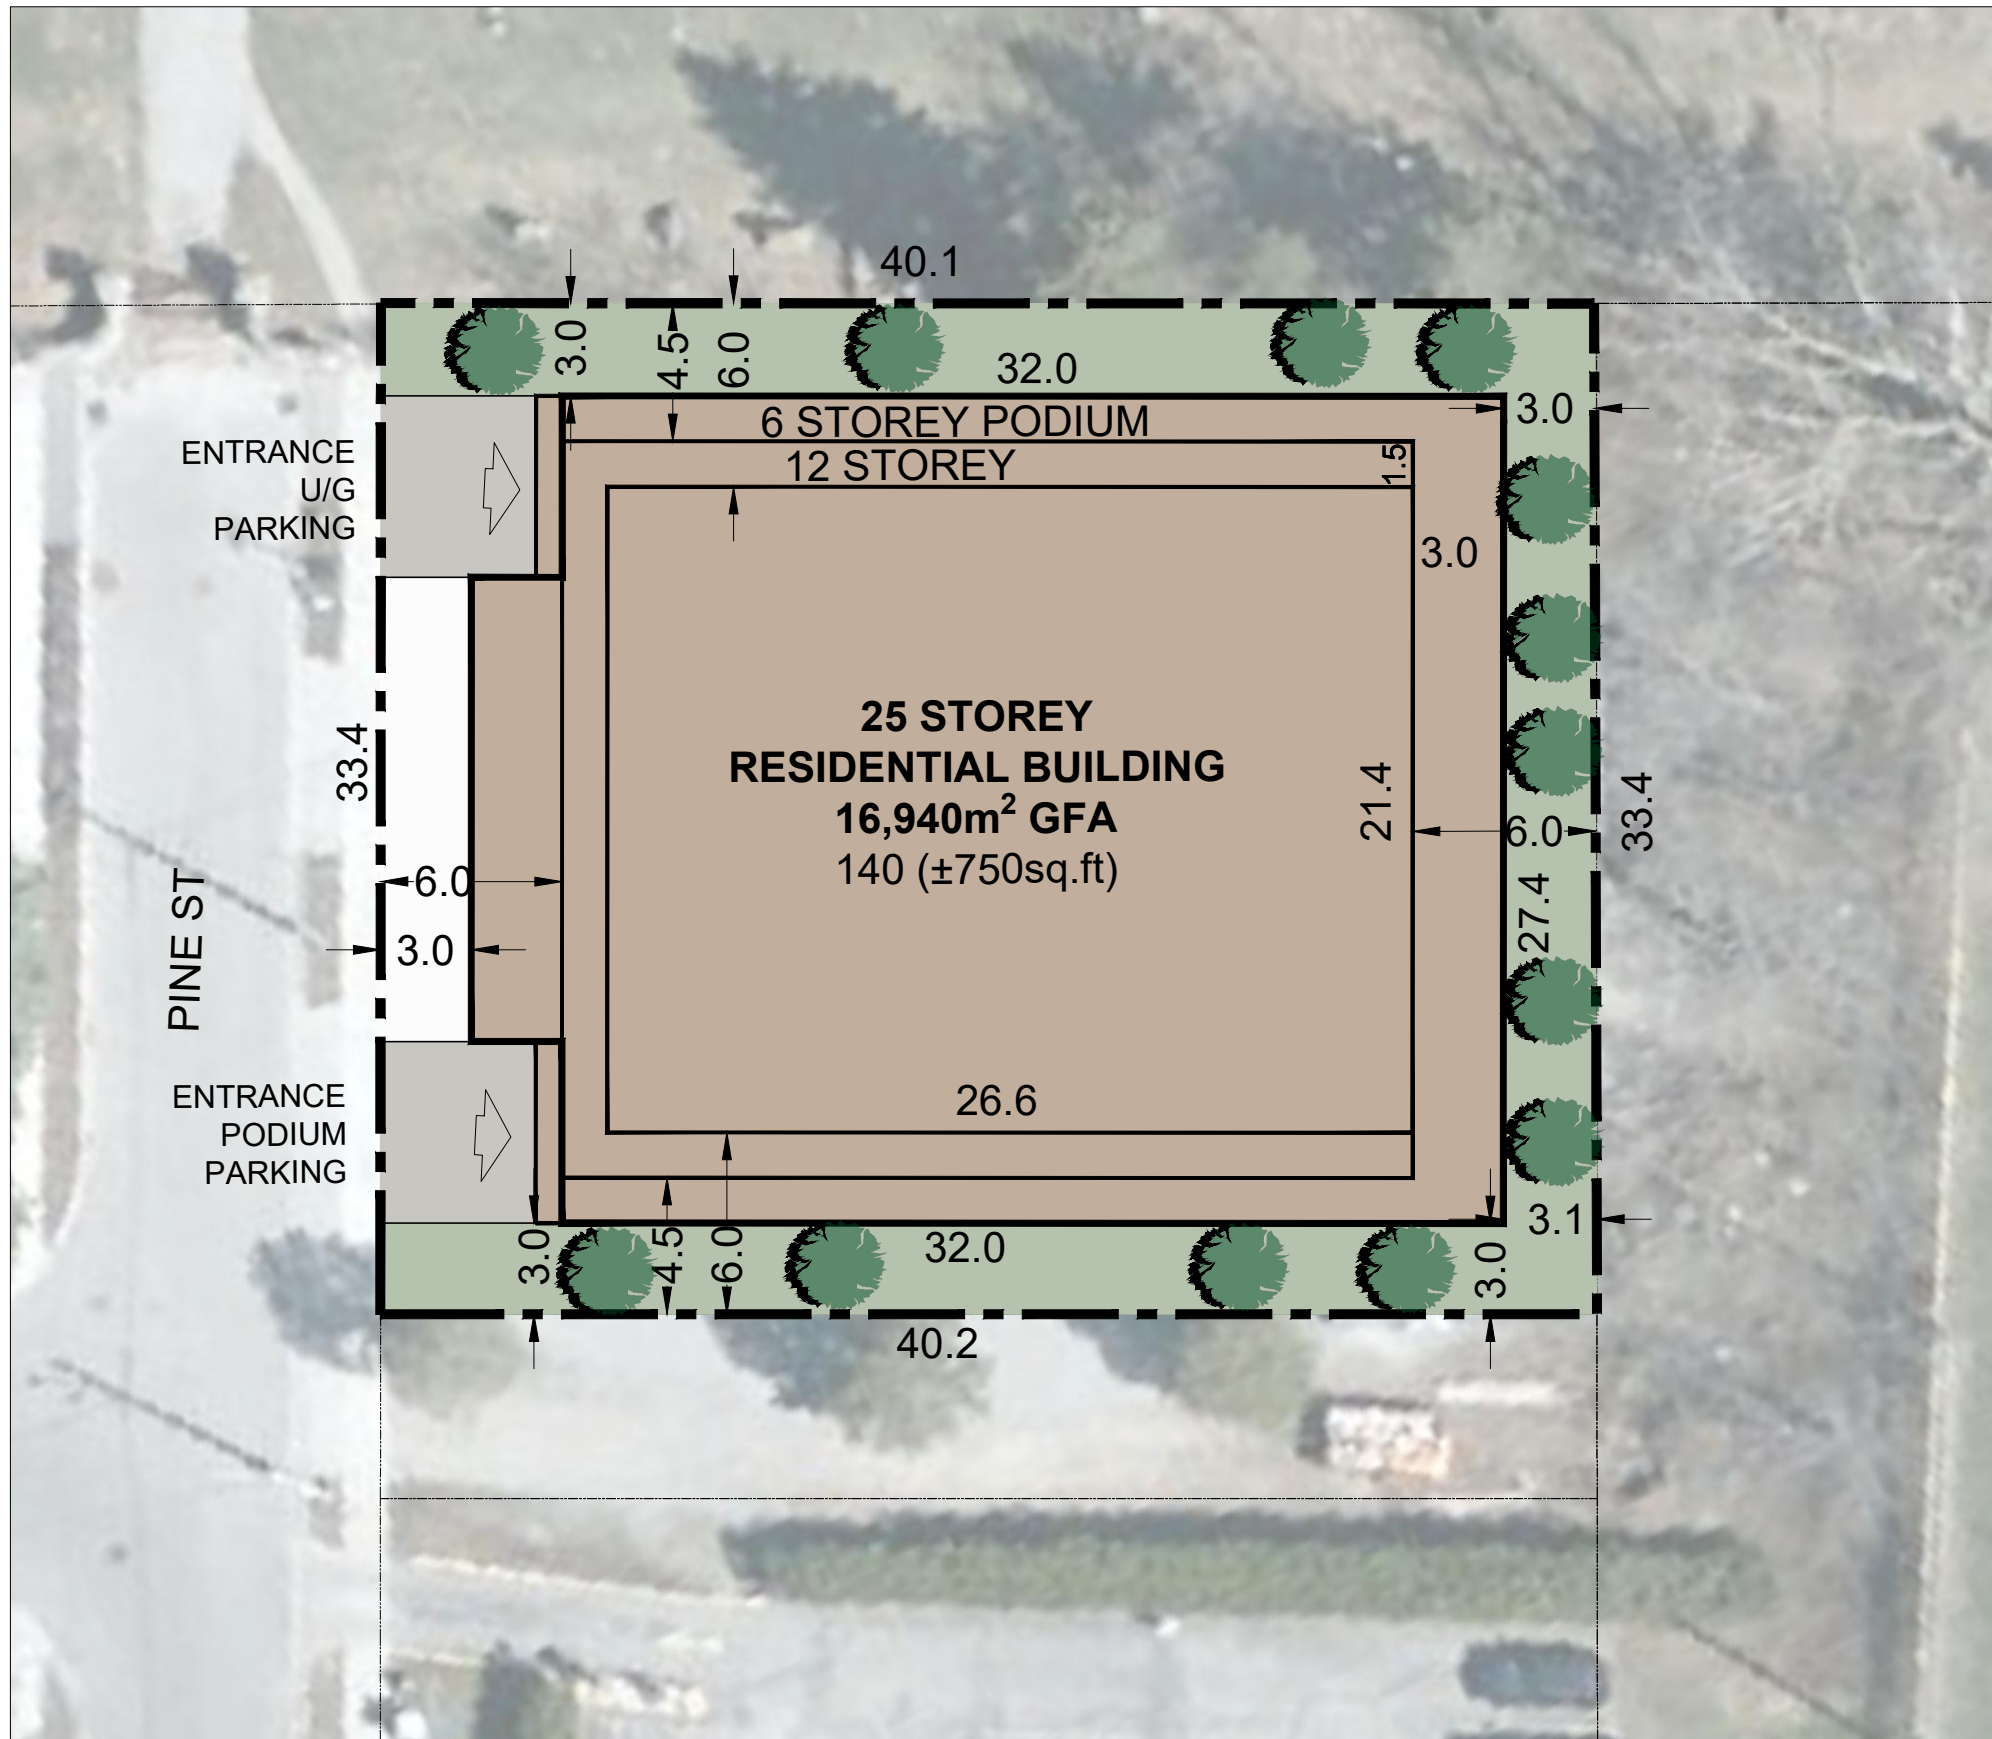 40.1
3.0
4.5
6.0
32.0
3.0
6 STOREY PODIUM
12 STOREY
1.5
3.0
ENTRANCE
U/G
PARKING
25 STOREY
RESIDENTIAL BUILDING
16,940m² GFA
140 (±750sq.ft)
33.4
21.4
6.0
33.4
6.0
27.4
3.0
PINE ST
26.6
ENTRANCE
PODIUM
PARKING
3.1
3.0
4.5
6.0
32.0
3.0
40.2